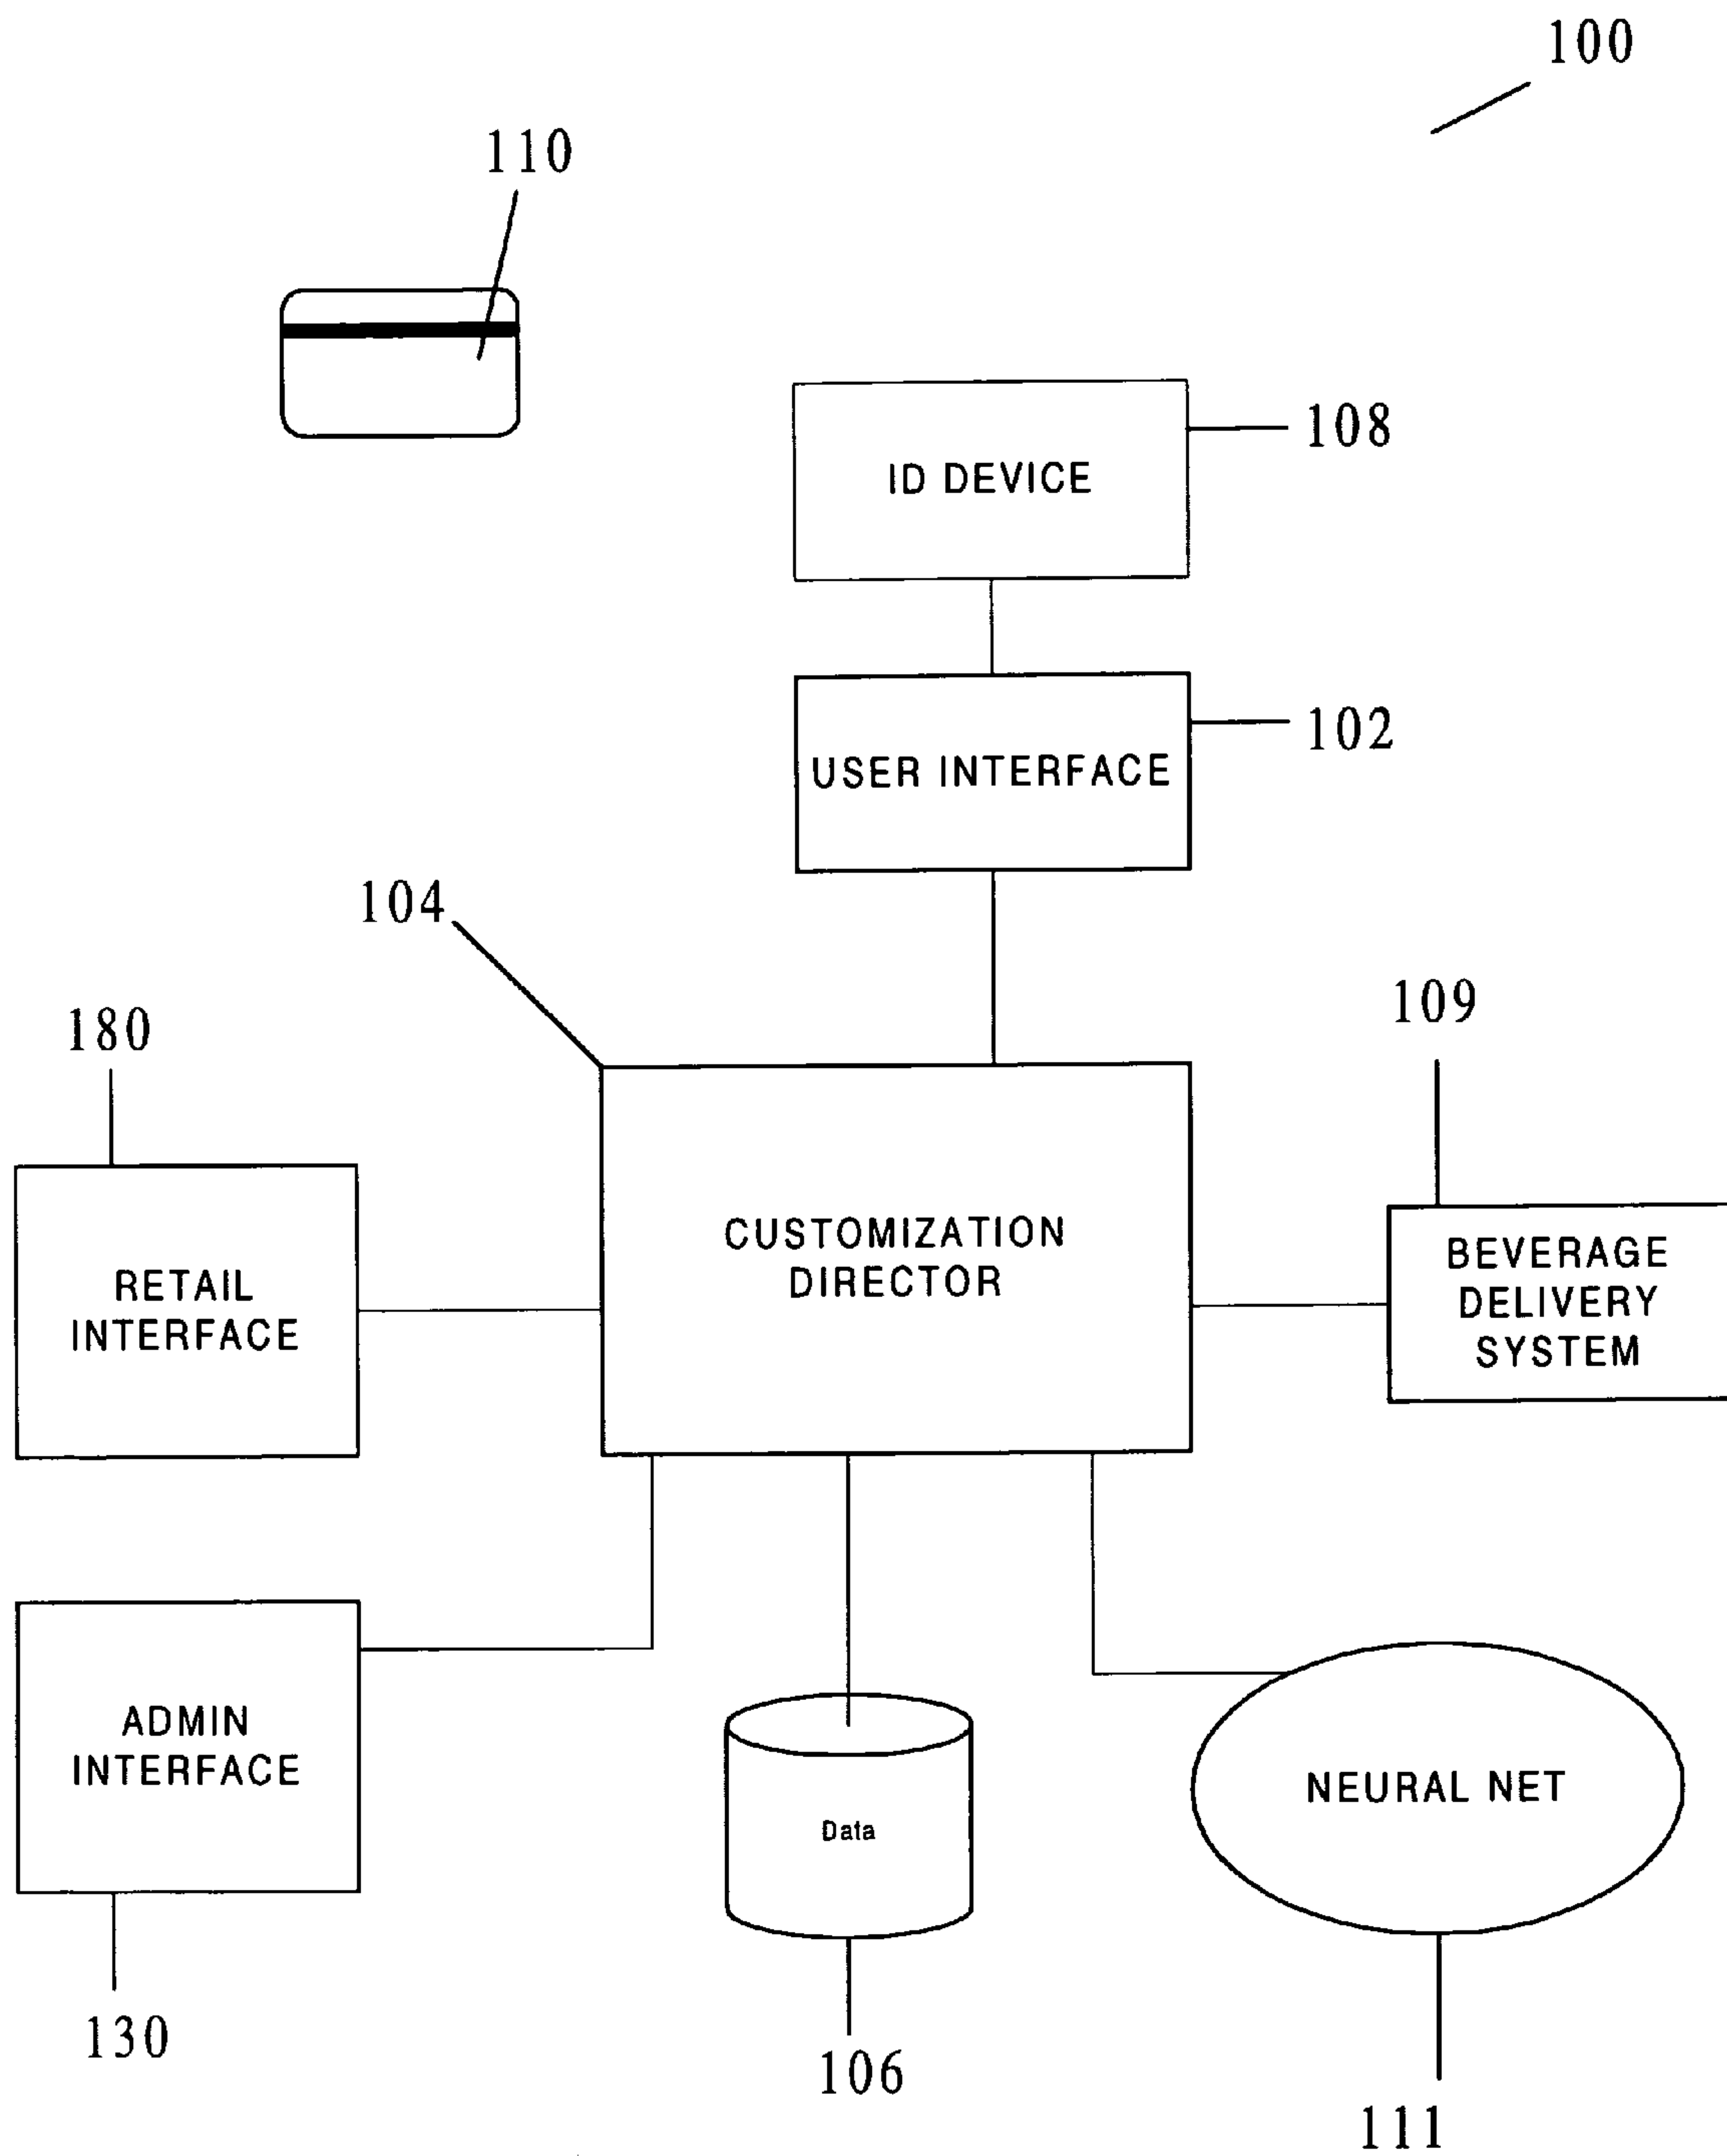 100
110
108
ID DEVICE
102
USER INTERFACE
104
109
180
CUSTOMIZATION
DIRECTOR
BEVERAGE
DELIVERY
SYSTEM
RETAIL
INTERFACE
ADMIN
INTERFACE
NEURAL NET
Data
130
106
111